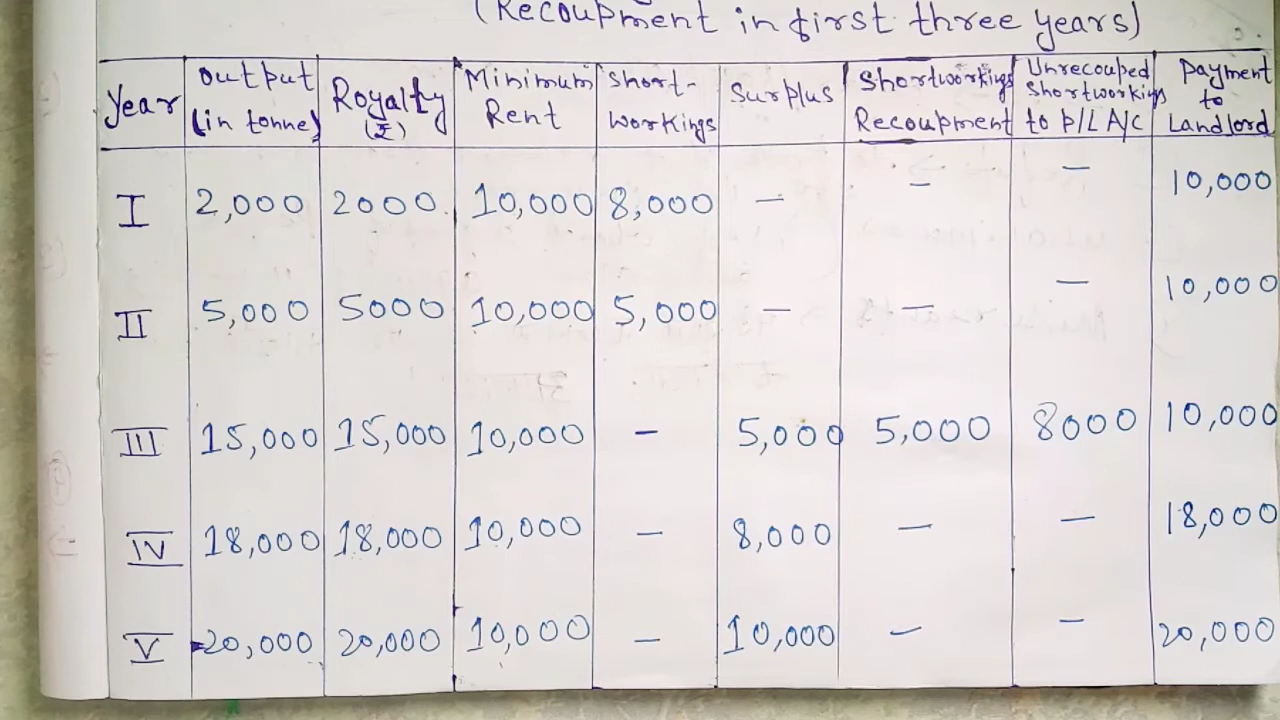 (Recoupment in first three years)
Year | output (in tonne) | Royalty (₹) | Minimum Rent | Short-workings | Surplus | Shortworkings Recoupment | Unrecouped Shortworkings to P/L A/C | Payment to Landlord
I | 2,000 | 2000 | 10,000 | 8,000 | — | — | — | 10,000
II | 5,000 | 5000 | 10,000 | 5,000 | — | — | — | 10,000
III | 15,000 | 15,000 | 10,000 | — | 5,000 | 5,000 | 8000 | 10,000
IV | 18,000 | 18,000 | 10,000 | — | 8,000 | — | — | 18,000
V | 20,000 | 20,000 | 10,000 | — | 10,000 | — | — | 20,000